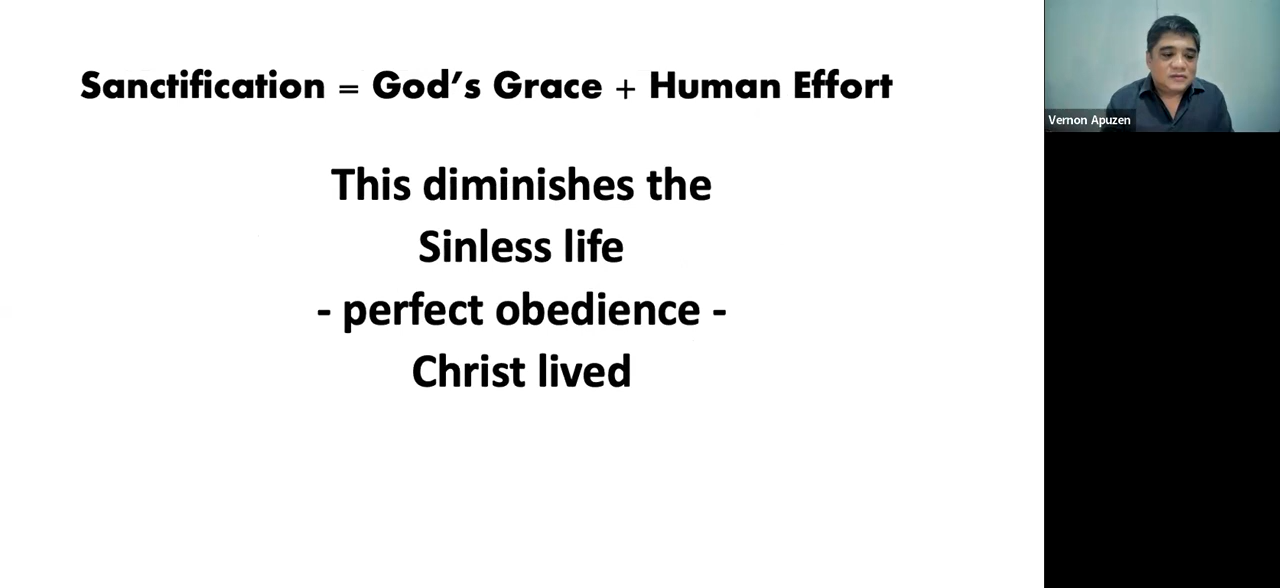 Sanctification = God's Grace + Human Effort
This diminishes the
Sinless life
- perfect obedience -
Christ lived
Vernon Apuzen